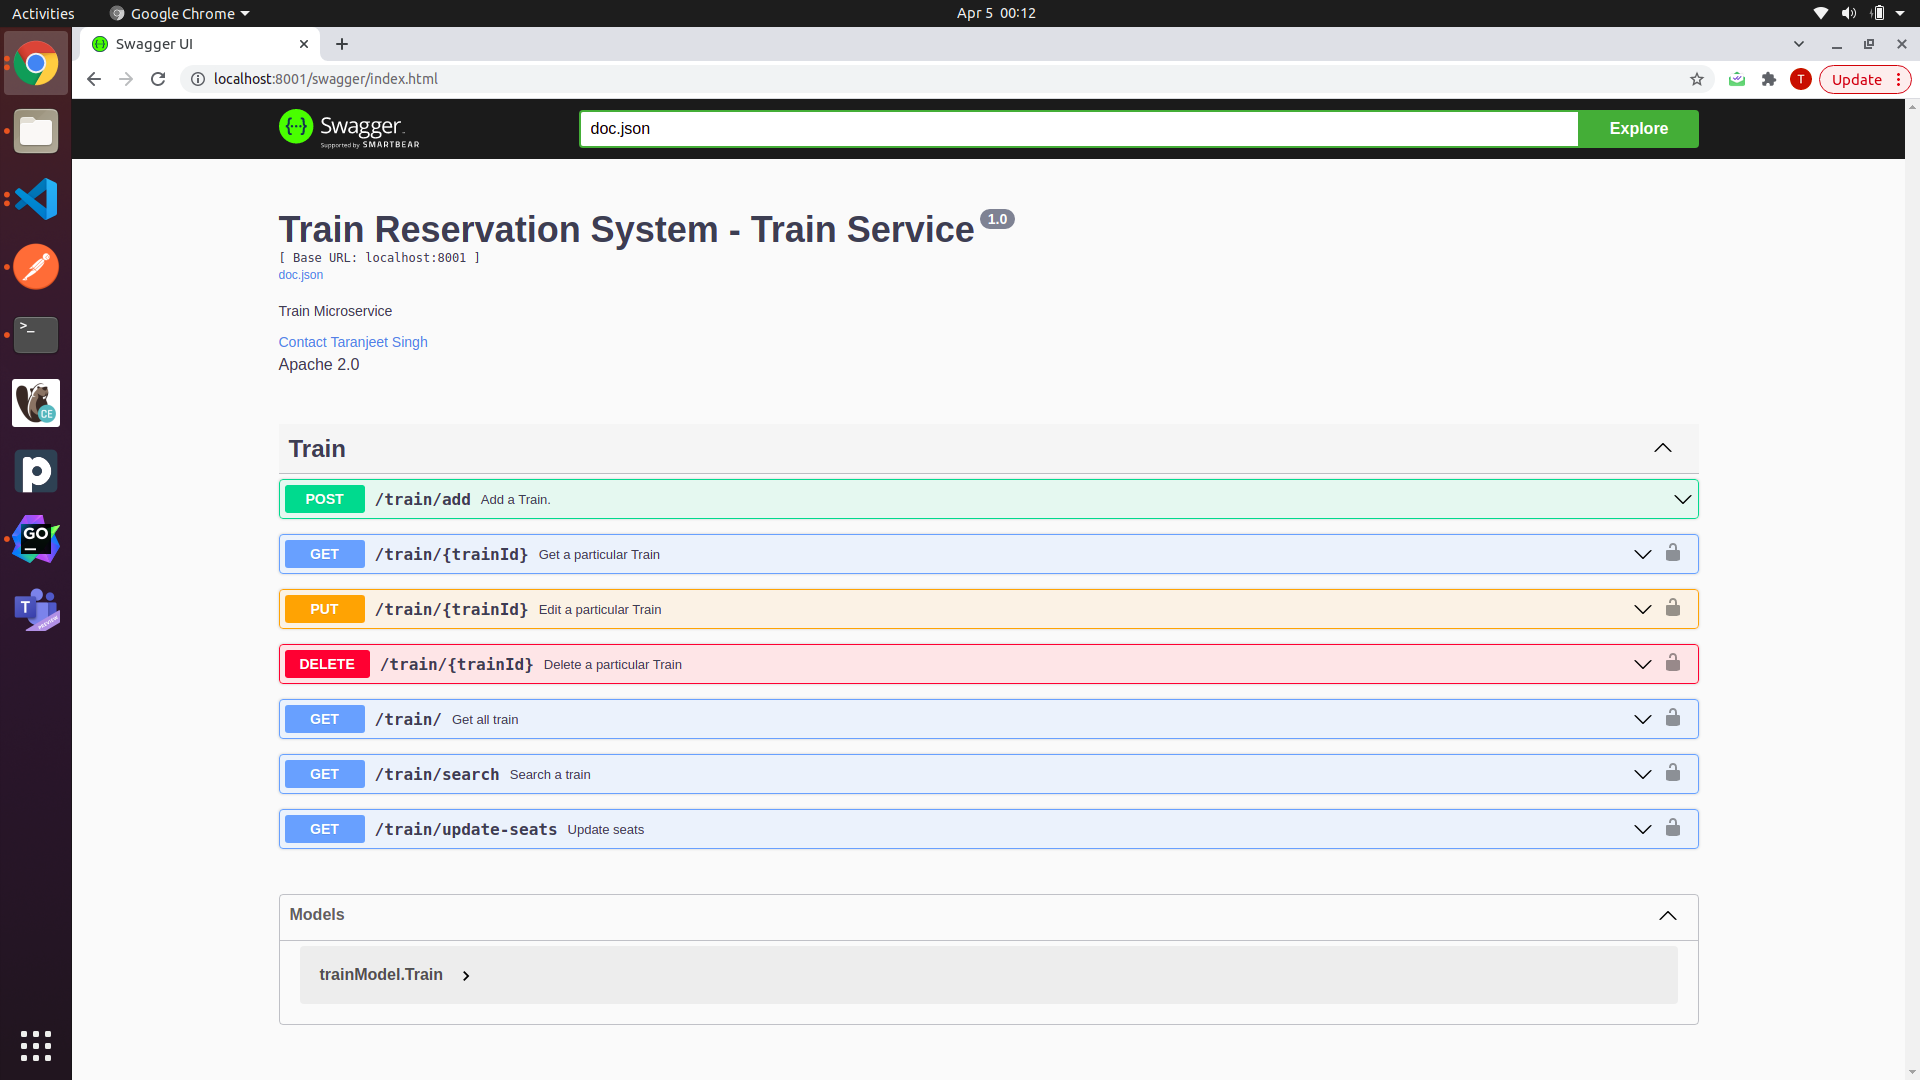 Activities
Google Chrome
Apr 5 00:12
Swagger UI
localhost:8001/swagger/index.html
T
Update
{···} Swagger.
Supported by SMARTBEAR
doc.json
Explore
Train Reservation System - Train Service 1.0
[ Base URL: localhost:8001 ]
doc.json
Train Microservice
Contact Taranjeet Singh
Apache 2.0
Train
POST /train/add Add a Train.
GET /train/{trainId} Get a particular Train
PUT /train/{trainId} Edit a particular Train
DELETE /train/{trainId} Delete a particular Train
GET /train/ Get all train
GET /train/search Search a train
GET /train/update-seats Update seats
Models
trainModel.Train
>_
CE
p
GO
T
PREVIEW